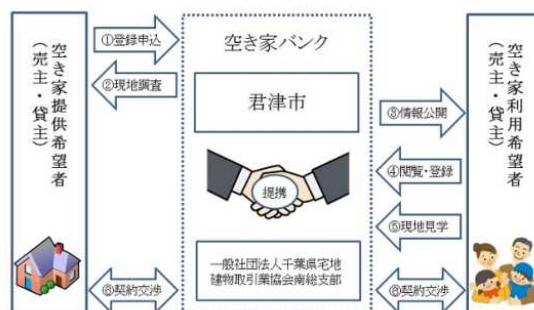 空き家提供希望者
（売主・貸主）
①登録申込
②現地調査
空き家バンク
君津市
提携
一般社団法人千葉県宅地
建物取引業協会南総支部
③情報公開
④閲覧・登録
⑤現地見学
⑥契約交渉
⑥契約交渉
空き家利用希望者
（売主・貸主）